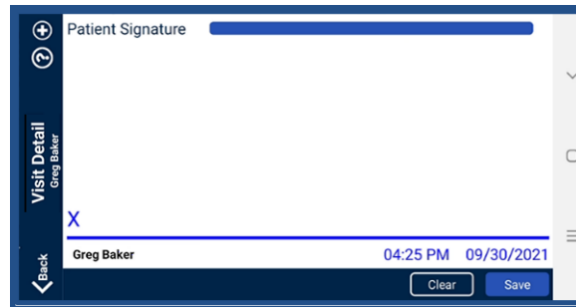 Patient Signature
Visit Detail
Greg Baker
X
Greg Baker
04:25 PM 09/30/2021
Back
Clear
Save